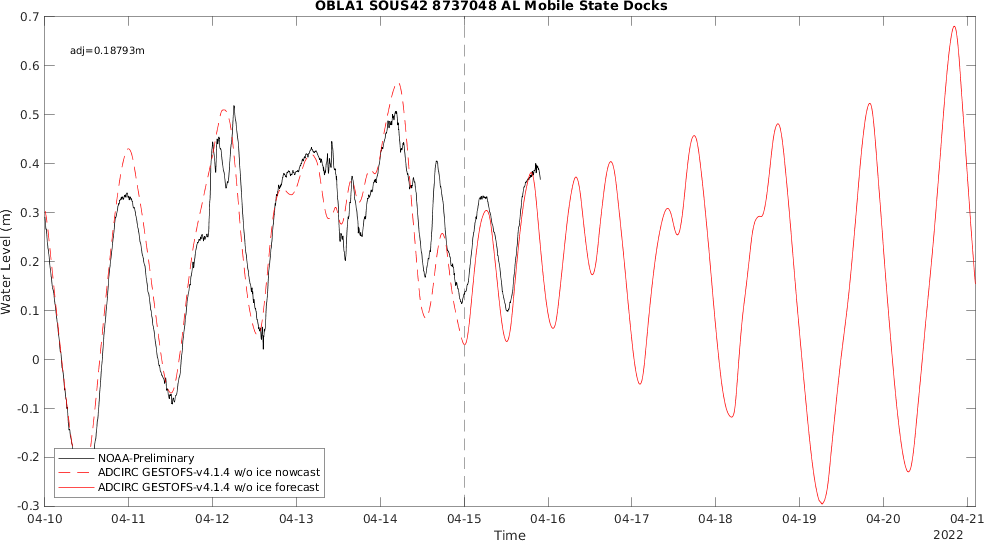 OBLA1 SOUS42 8737048 AL Mobile State Docks
adj=0.18793m
Water Level (m)
0.7
0.6
0.5
0.4
0.3
0.2
0.1
0
-0.1
-0.2
-0.3
NOAA-Preliminary
ADCIRC GESTOFS-v4.1.4 w/o ice nowcast
ADCIRC GESTOFS-v4.1.4 w/o ice forecast
04-10 04-11 04-12 04-13 04-14 04-15 04-16 04-17 04-18 04-19 04-20 04-21
Time
2022